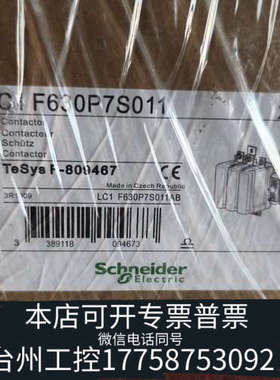 LC1 F630P7S011
Contactor
Contacteur
Schütz
Contactor
TeSys F-809467
CE
Made in Czech Republic
LC1 F630P7S011AB
3 389118 094673
Schneider
Electric
本店可开专票普票
微信电话同号
台州工控17758753092